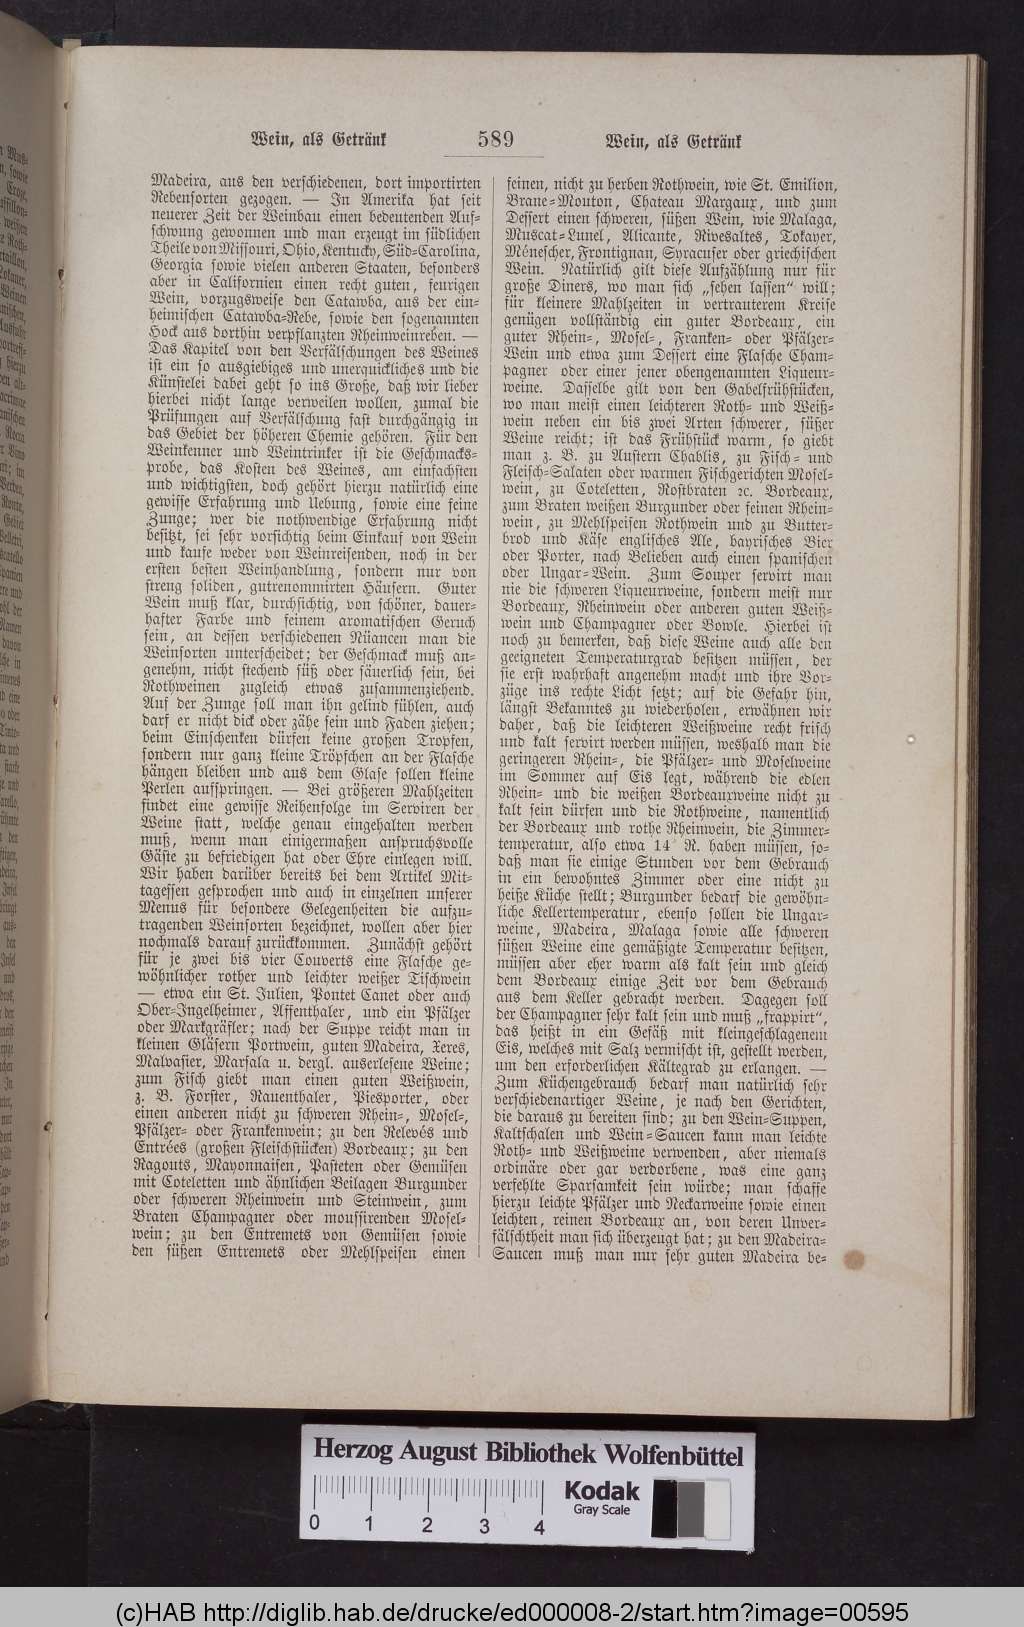 Wein, als Getränk 589 Wein, als Getränk
Madeira, aus den verschiedenen, dort importirten
Rebensorten gezogen. — In Amerika hat seit
neuerer Zeit der Weinbau einen bedeutenden Auf-
schwung gewonnen und man erzeugt im südlichen
Theile von Missouri, Ohio, Kentucky, Süd-Carolina,
Georgia sowie vielen anderen Staaten, besonders
aber in Californien einen recht guten, feurigen
Wein, vorzugsweise den Catawba, aus der ein-
heimischen Catawba-Rebe, sowie den sogenannten
Hock aus dorthin verpflanzten Rheinweinreben. —
Das Kapitel von den Verfälschungen des Weines
ist ein so ausgiebiges und unerquickliches und die
Künstelei dabei geht so ins Große, daß wir lieber
hierbei nicht lange verweilen wollen, zumal die
Prüfungen auf Verfälschung fast durchgängig in
das Gebiet der höheren Chemie gehören. Für den
Weinkenner und Weintrinker ist die Geschmacks-
probe, das Kosten des Weines, am einfachsten
und wichtigsten, doch gehört hierzu natürlich eine
gewisse Erfahrung und Uebung, sowie eine feine
Zunge; wer die nothwendige Erfahrung nicht
besitzt, sei sehr vorsichtig beim Einkauf von Wein
und kaufe weder von Weinreisenden, noch in der
ersten besten Weinhandlung, sondern nur von
streng soliden, gutrenommirten Häusern. Guter
Wein muß klar, durchsichtig, von schöner, dauer-
hafter Farbe und feinem aromatischen Geruch
sein, an dessen verschiedenen Nüancen man die
Weinsorten unterscheidet; der Geschmack muß an-
genehm, nicht stechend süß oder säuerlich sein, bei
Rothweinen zugleich etwas zusammenziehend.
Auf der Zunge soll man ihn gelind fühlen, auch
darf er nicht dick oder zähe sein und Faden ziehen;
beim Einschenken dürfen keine großen Tropfen,
sondern nur ganz kleine Tröpfchen an der Flasche
hängen bleiben und aus dem Glase sollen kleine
Perlen aufspringen. — Bei größeren Mahlzeiten
findet eine gewisse Reihenfolge im Serviren der
Weine statt, welche genau eingehalten werden
muß, wenn man einigermaßen anspruchsvolle
Gäste zu befriedigen hat oder Ehre einlegen will.
Wir haben darüber bereits bei dem Artikel Mit-
tagessen gesprochen und auch in einzelnen unserer
Menus für besondere Gelegenheiten die aufzu-
tragenden Weinsorten bezeichnet, wollen aber hier
nochmals darauf zurückkommen. Zunächst gehört
für je zwei bis vier Couverts eine Flasche ge-
wöhnlicher rother und leichter weißer Tischwein
— etwa ein St. Julien, Pontet Canet oder auch
Ober-Ingelheimer, Affenthaler, und ein Pfälzer
oder Markgräfler; nach der Suppe reicht man in
kleinen Gläsern Portwein, guten Madeira, Xeres,
Malvasier, Marsala u. dergl. auserlesene Weine;
zum Fisch giebt man einen guten Weißwein,
z. B. Forster, Rauenthaler, Piesporter, oder
einen anderen nicht zu schweren Rhein-, Mosel-,
Pfälzer- oder Frankenwein; zu den Relevés und
Entrées (großen Fleischstücken) Bordeaux; zu den
Ragouts, Mayonnaisen, Pasteten oder Gemüsen
mit Coteletten und ähnlichen Beilagen Burgunder
oder schweren Rheinwein und Steinwein, zum
Braten Champagner oder moussirenden Mosel-
wein; zu den Entremets von Gemüsen sowie
den süßen Entremets oder Mehlspeisen einen
feinen, nicht zu herben Rothwein, wie St. Emilion,
Brane-Mouton, Chateau Margaux, und zum
Dessert einen schweren, süßen Wein, wie Malaga,
Muscat-Lunel, Alicante, Rivesaltes, Tokayer,
Ménescher, Frontignan, Syracuser oder griechischen
Wein. Natürlich gilt diese Aufzählung nur für
große Diners, wo man sich „sehen lassen“ will;
für kleinere Mahlzeiten in vertrauterem Kreise
genügen vollständig ein guter Bordeaux, ein
guter Rhein-, Mosel-, Franken- oder Pfälzer-
Wein und etwa zum Dessert eine Flasche Cham-
pagner oder einer jener obengenannten Liqueur-
weine. Dasselbe gilt von den Gabelfrühstücken,
wo man meist einen leichteren Roth- und Weiß-
wein neben ein bis zwei Arten schwerer, süßer
Weine reicht; ist das Frühstück warm, so giebt
man z. B. zu Austern Chablis, zu Fisch- und
Fleisch-Salaten oder warmen Fischgerichten Mosel-
wein, zu Coteletten, Rostbraten ꝛc. Bordeaux,
zum Braten weißen Burgunder oder feinen Rhein-
wein, zu Mehlspeisen Rothwein und zu Butter-
brod und Käse englisches Ale, bayrisches Bier
oder Porter, nach Belieben auch einen spanischen
oder Ungar-Wein. Zum Souper servirt man
nie die schweren Liqueurweine, sondern meist nur
Bordeaux, Rheinwein oder anderen guten Weiß-
wein und Champagner oder Bowle. Hierbei ist
noch zu bemerken, daß diese Weine auch alle den
geeigneten Temperaturgrad besitzen müssen, der
sie erst wahrhaft angenehm macht und ihre Vor-
züge ins rechte Licht setzt; auf die Gefahr hin,
längst Bekanntes zu wiederholen, erwähnen wir
daher, daß die leichteren Weißweine recht frisch
und kalt servirt werden müssen, weshalb man die
geringeren Rhein-, die Pfälzer- und Moselweine
im Sommer auf Eis legt, während die edlen
Rhein- und die weißen Bordeauxweine nicht zu
kalt sein dürfen und die Rothweine, namentlich
der Bordeaux und rothe Rheinwein, die Zimmer-
temperatur, also etwa 14° R. haben müssen, so-
daß man sie einige Stunden vor dem Gebrauch
in ein bewohntes Zimmer oder eine nicht zu
heiße Küche stellt; Burgunder bedarf die gewöhn-
liche Kellertemperatur, ebenso sollen die Ungar-
weine, Madeira, Malaga sowie alle schweren
süßen Weine eine gemäßigte Temperatur besitzen,
müssen aber eher warm als kalt sein und gleich
dem Bordeaux einige Zeit vor dem Gebrauch
aus dem Keller gebracht werden. Dagegen soll
der Champagner sehr kalt sein und muß „frappirt“,
das heißt in ein Gefäß mit kleingeschlagenem
Eis, welches mit Salz vermischt ist, gestellt werden,
um den erforderlichen Kältegrad zu erlangen. —
Zum Küchengebrauch bedarf man natürlich sehr
verschiedenartiger Weine, je nach den Gerichten,
die daraus zu bereiten sind; zu den Wein-Suppen,
Kaltschalen und Wein-Saucen kann man leichte
Roth- und Weißweine verwenden, aber niemals
ordinäre oder gar verdorbene, was eine ganz
verfehlte Sparsamkeit sein würde; man schaffe
hierzu leichte Pfälzer und Neckarweine sowie einen
leichten, reinen Bordeaux an, von deren Unver-
fälschtheit man sich überzeugt hat; zu den Madeira-
Saucen muß man nur sehr guten Madeira be-
Herzog August Bibliothek Wolfenbüttel
Kodak
Gray Scale
0 1 2 3 4
(c)HAB http://diglib.hab.de/drucke/ed000008-2/start.htm?image=00595